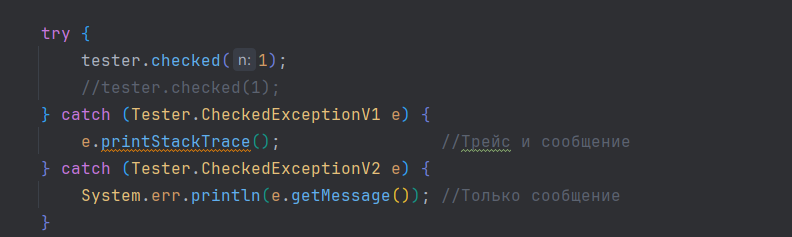 try {
tester.checked( n: 1);
//tester.checked(1);
} catch (Tester.CheckedExceptionV1 e) {
e.printStackTrace(); //Трейс и сообщение
} catch (Tester.CheckedExceptionV2 e) {
System.err.println(e.getMessage()); //Только сообщение
}